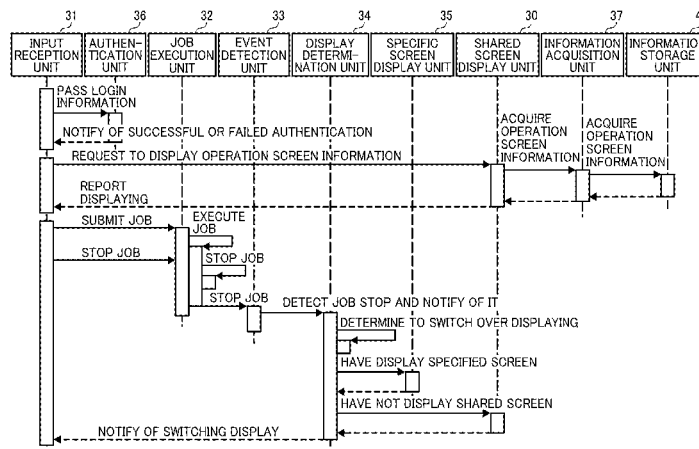 31 36 32 33 34 35 30 37
INPUT RECEPTION UNIT
AUTHEN-TICATION UNIT
JOB EXECUTION UNIT
EVENT DETECTION UNIT
DISPLAY DETERMI-NATION UNIT
SPECIFIC SCREEN DISPLAY UNIT
SHARED SCREEN DISPLAY UNIT
INFORMATION ACQUISITION UNIT
INFORMATIO STORAGE UNIT
PASS LOGIN
INFORMATION
NOTIFY OF SUCCESSFUL OR FAILED AUTHENTICATION
REQUEST TO DISPLAY OPERATION SCREEN INFORMATION
ACQUIRE
OPERATION
SCREEN
INFORMATION
ACQUIRE
OPERATION
SCREEN
INFORMATION
REPORT
DISPLAYING
SUBMIT JOB
EXECUTE
JOB
STOP JOB
STOP JOB
STOP JOB
DETECT JOB STOP AND NOTIFY OF IT
DETERMINE TO SWITCH OVER DISPLAYING
HAVE DISPLAY SPECIFIED SCREEN
HAVE NOT DISPLAY SHARED SCREEN
NOTIFY OF SWITCHING DISPLAY